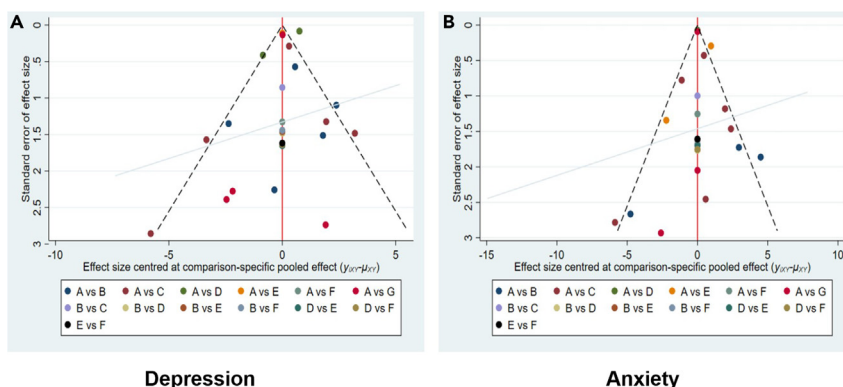 A
Standard error of effect size
0
.5
1
1.5
2
2.5
3
-10
-5
0
5
Effect size centred at comparison-specific pooled effect (yiXY-μXY)
A vs B
A vs C
A vs D
A vs E
A vs F
A vs G
B vs C
B vs D
B vs E
B vs F
D vs E
D vs F
E vs F
Depression
B
Standard error of effect size
0
.5
1
1.5
2
2.5
3
-15
-10
-5
0
5
10
Effect size centred at comparison-specific pooled effect (yiXY-μXY)
A vs B
A vs C
A vs D
A vs E
A vs F
A vs G
B vs C
B vs D
B vs E
B vs F
D vs E
D vs F
E vs F
Anxiety